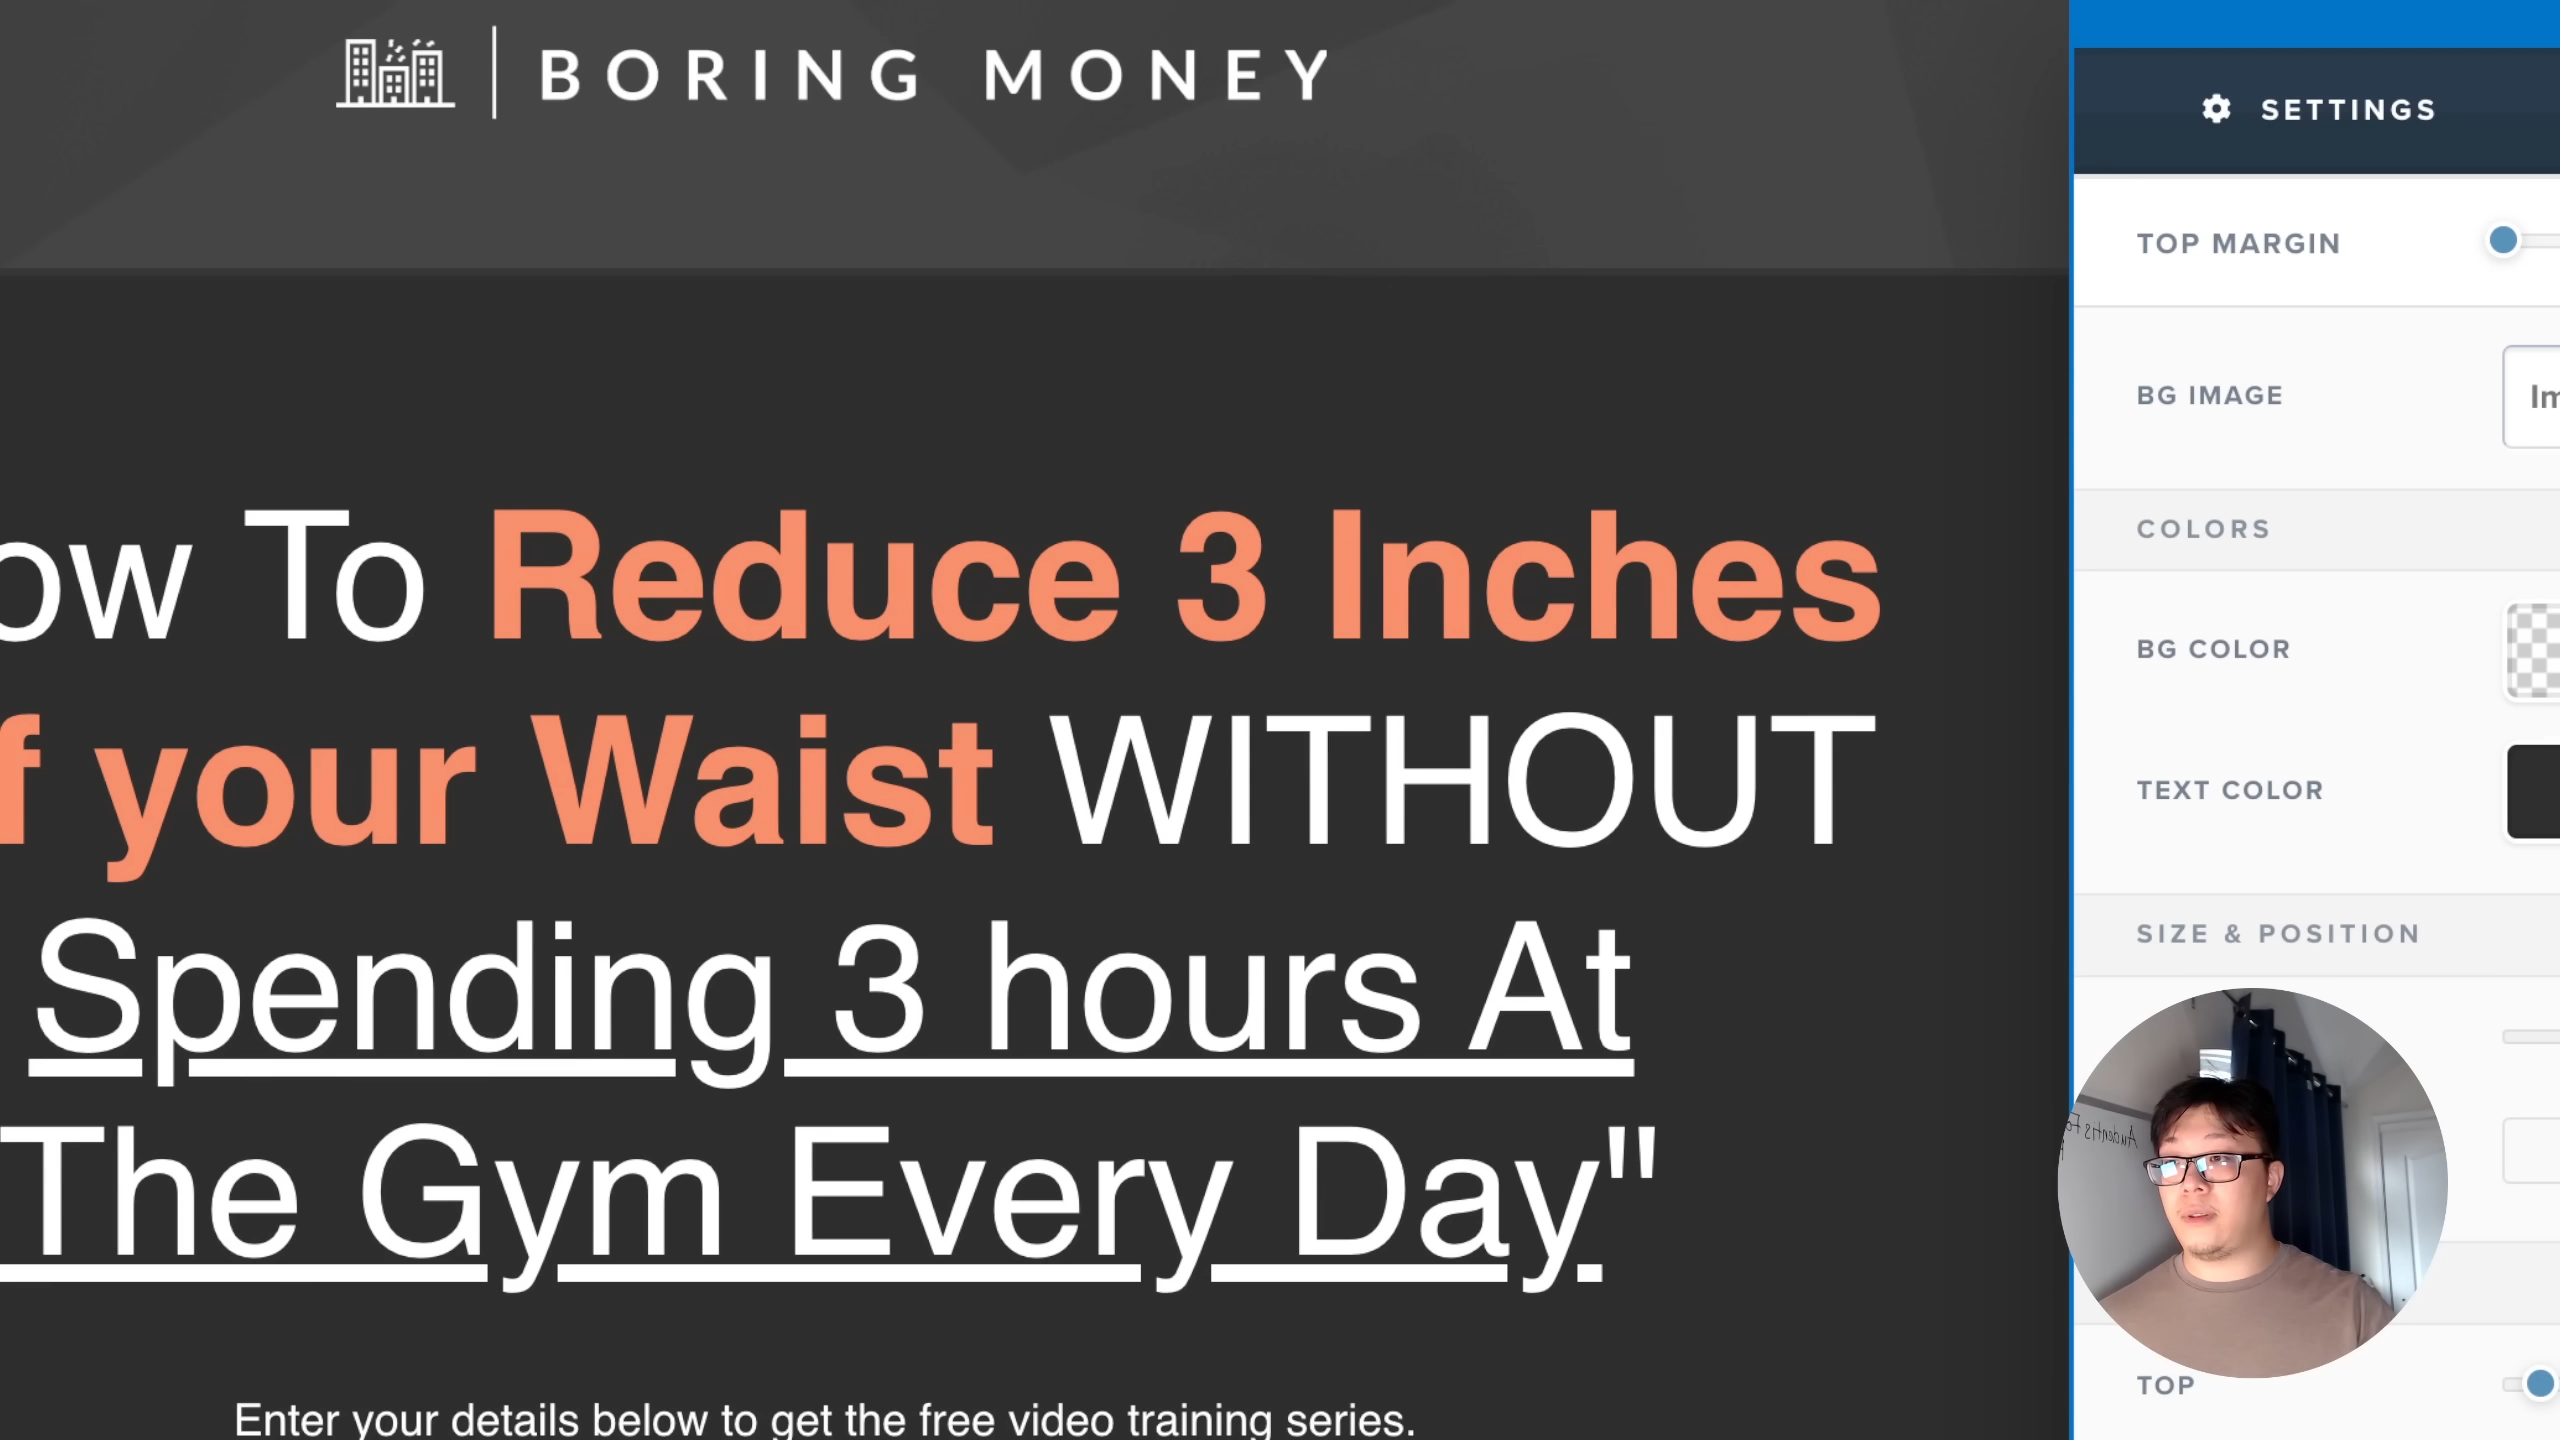 BORING MONEY
SETTINGS
TOP MARGIN
BG IMAGE
COLORS
BG COLOR
TEXT COLOR
SIZE & POSITION
TOP
To Reduce 3 Inches
your Waist WITHOUT
Spending 3 hours At
The Gym Every Day"
Enter your details below to get the free video training series.